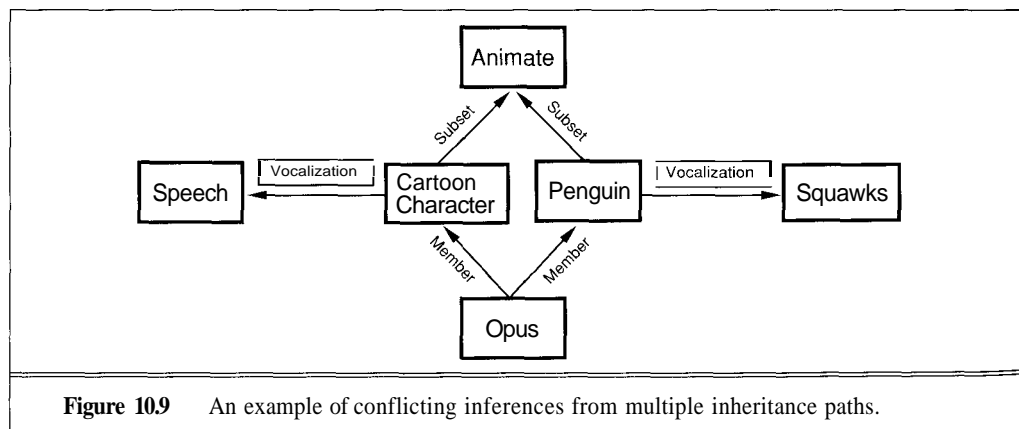 Animate
Subset
Subset
Speech
Vocalization
Cartoon
Character
Penguin
Vocalization
Squawks
Member
Member
Opus
Figure 10.9 An example of conflicting inferences from multiple inheritance paths.